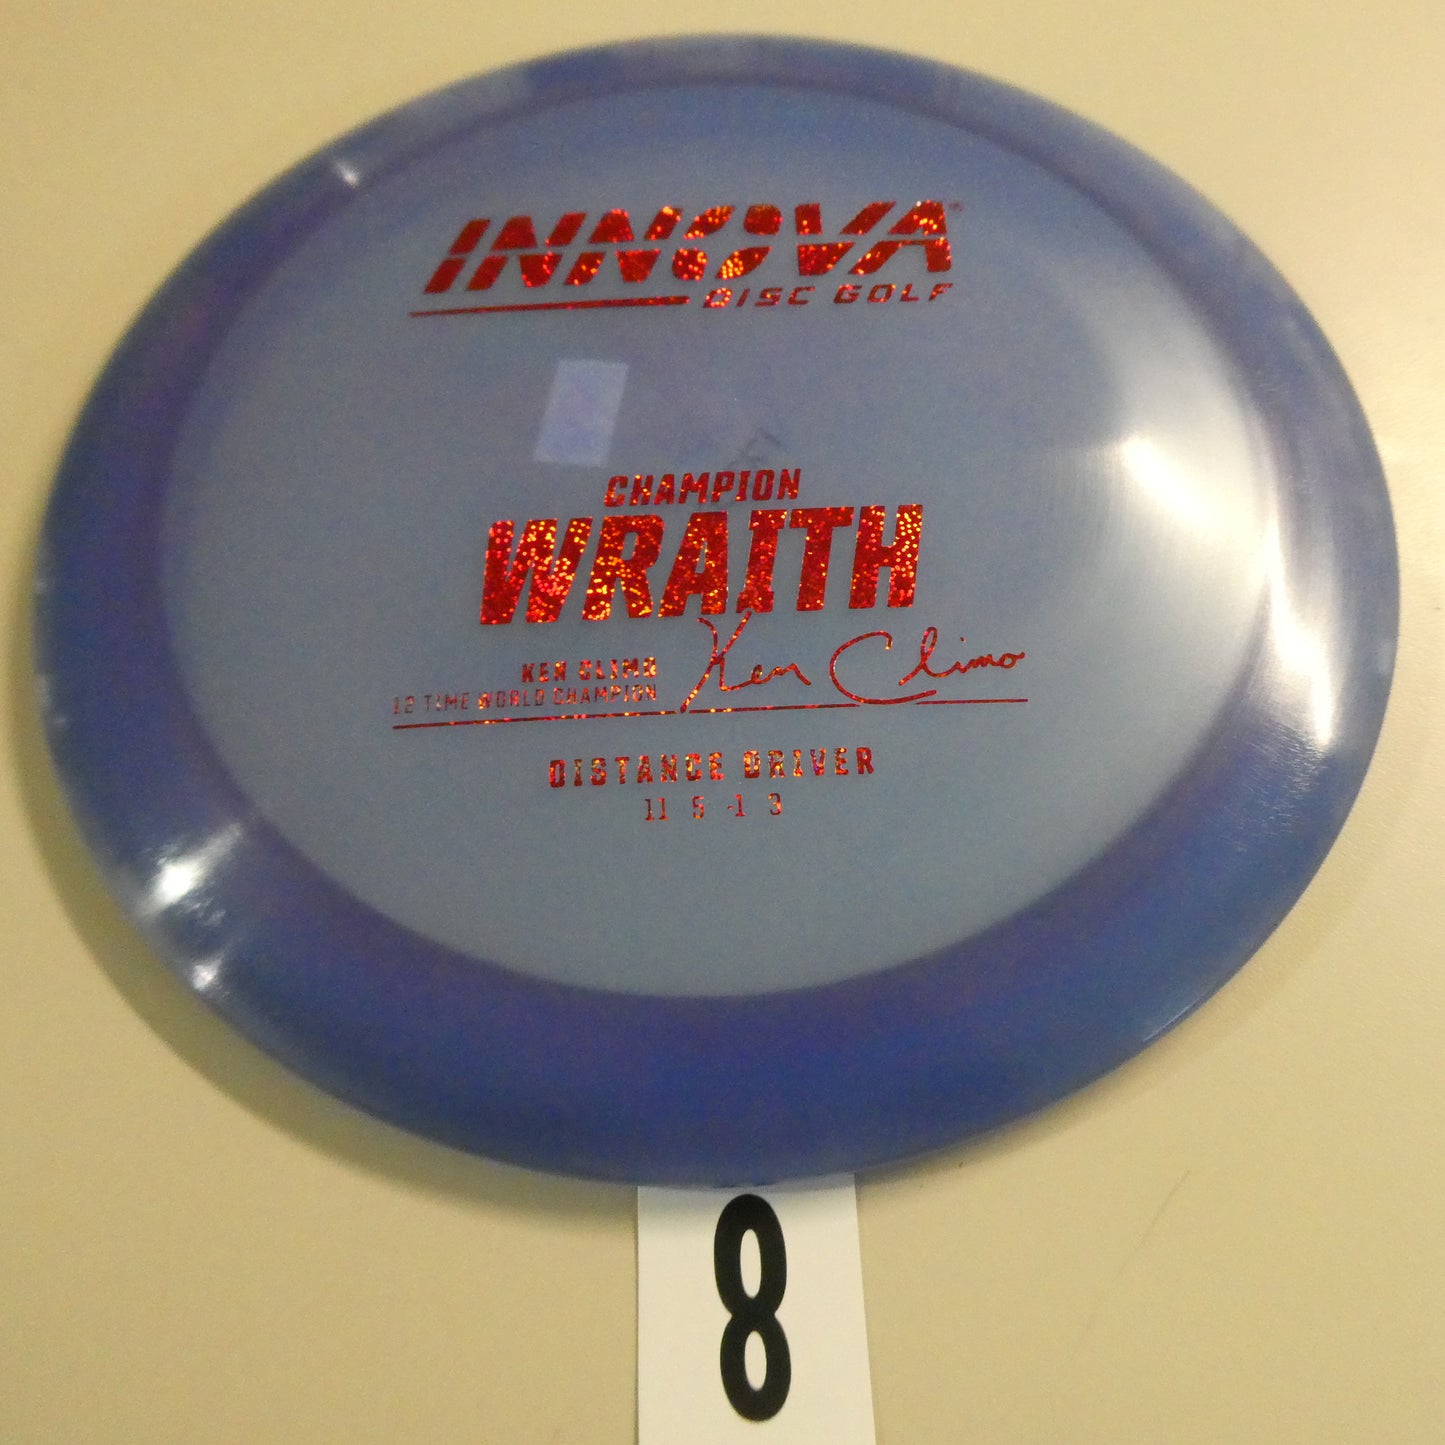 INNOVA
DISC GOLF
CHAMPION
WRAITH
KEN CLIMO
12 TIME WORLD CHAMPION
Ken Climo
DISTANCE DRIVER
11 5 -1 3
8